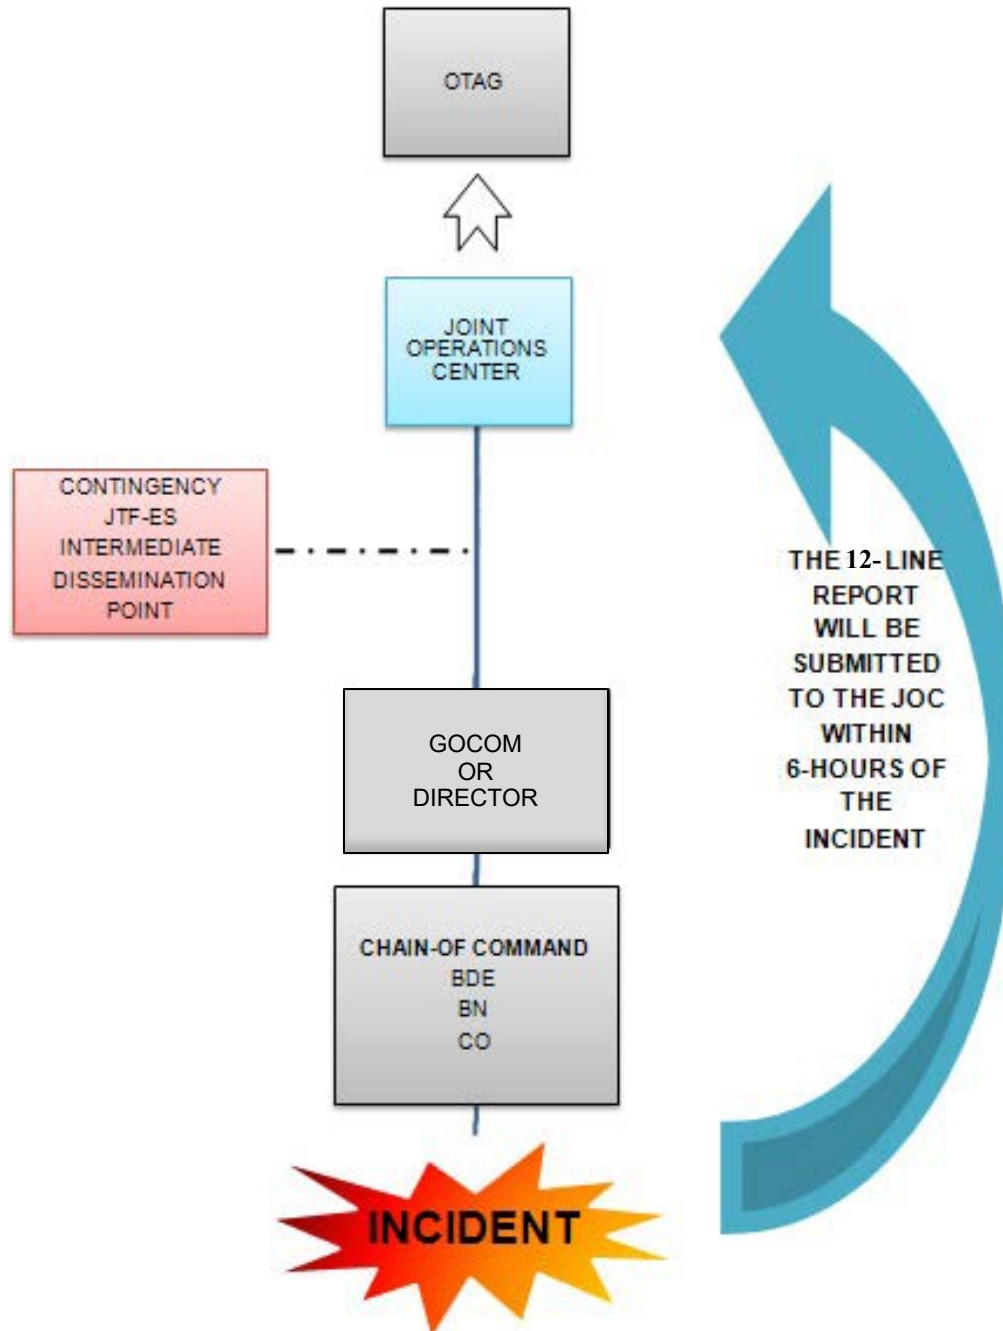 OTAG
JOINT
OPERATIONS
CENTER
CONTINGENCY
JTF-ES
INTERMEDIATE
DISSEMINATION
POINT
THE 12-LINE
REPORT
WILL BE
SUBMITTED
TO THE JOC
WITHIN
6-HOURS OF
THE
INCIDENT
GOCOM
OR
DIRECTOR
CHAIN-OF COMMAND
BDE
BN
CO
INCIDENT